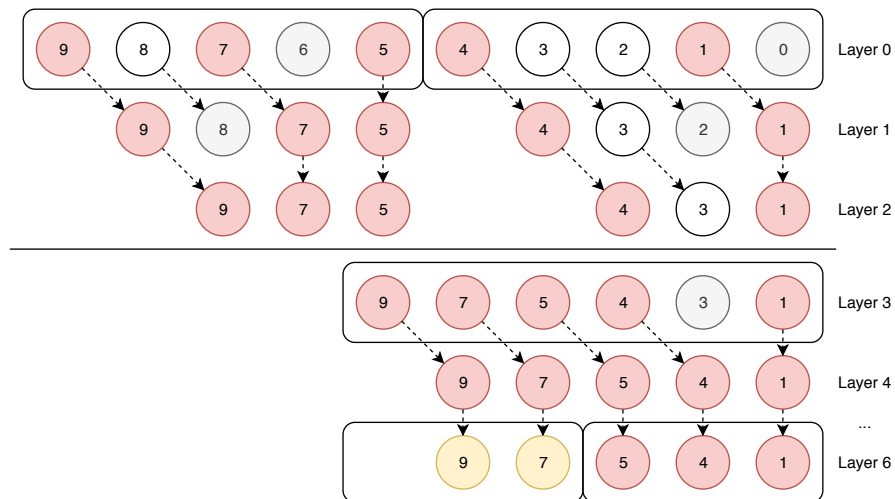 9 8 7 6 5 4 3 2 1 0 Layer 0
9 8 7 5 4 3 2 1 Layer 1
9 7 5 4 3 1 Layer 2
9 7 5 4 3 1 Layer 3
9 7 5 4 1 Layer 4
...
9 7 5 4 1 Layer 6